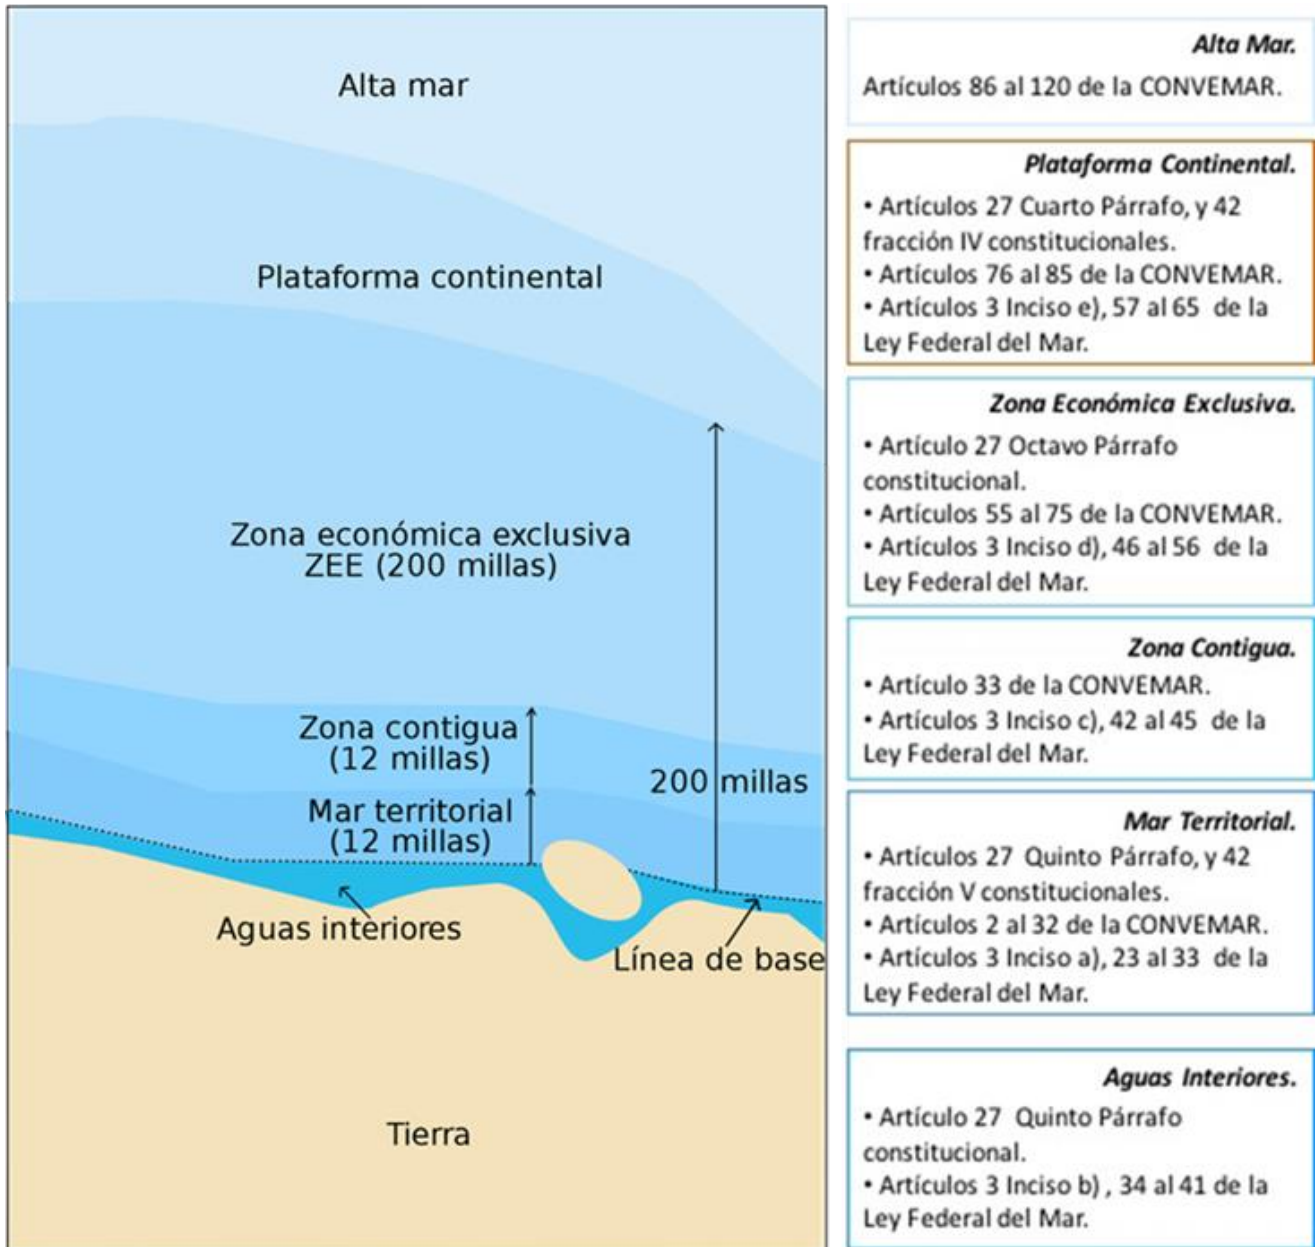 Alta mar
Plataforma continental
Zona económica exclusiva
ZEE (200 millas)
Zona contigua
(12 millas)
200 millas
Mar territorial
(12 millas)
Aguas interiores
Línea de base
Tierra
Alta Mar.
Artículos 86 al 120 de la CONVEMAR.
Plataforma Continental.
• Artículos 27 Cuarto Párrafo, y 42
fracción IV constitucionales.
• Artículos 76 al 85 de la CONVEMAR.
• Artículos 3 Inciso e), 57 al 65 de la
Ley Federal del Mar.
Zona Económica Exclusiva.
• Artículo 27 Octavo Párrafo
constitucional.
• Artículos 55 al 75 de la CONVEMAR.
• Artículos 3 Inciso d), 46 al 56 de la
Ley Federal del Mar.
Zona Contigua.
• Artículo 33 de la CONVEMAR.
• Artículos 3 Inciso c), 42 al 45 de la
Ley Federal del Mar.
Mar Territorial.
• Artículos 27 Quinto Párrafo, y 42
fracción V constitucionales.
• Artículos 2 al 32 de la CONVEMAR.
• Artículos 3 Inciso a), 23 al 33 de la
Ley Federal del Mar.
Aguas Interiores.
• Artículo 27 Quinto Párrafo
constitucional.
• Artículos 3 Inciso b) , 34 al 41 de la
Ley Federal del Mar.